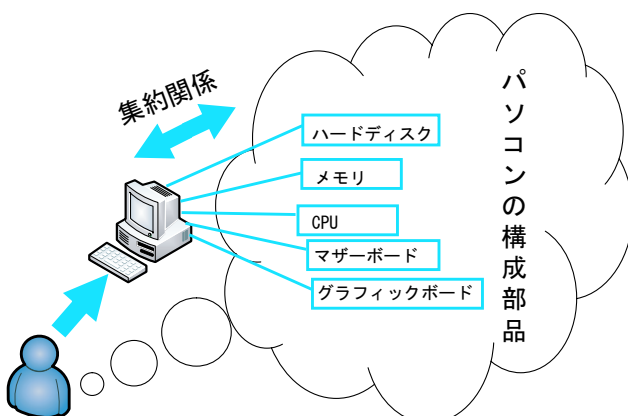 集約関係
ハードディスク
メモリ
CPU
マザーボード
グラフィックボード
パソコンの構成部品